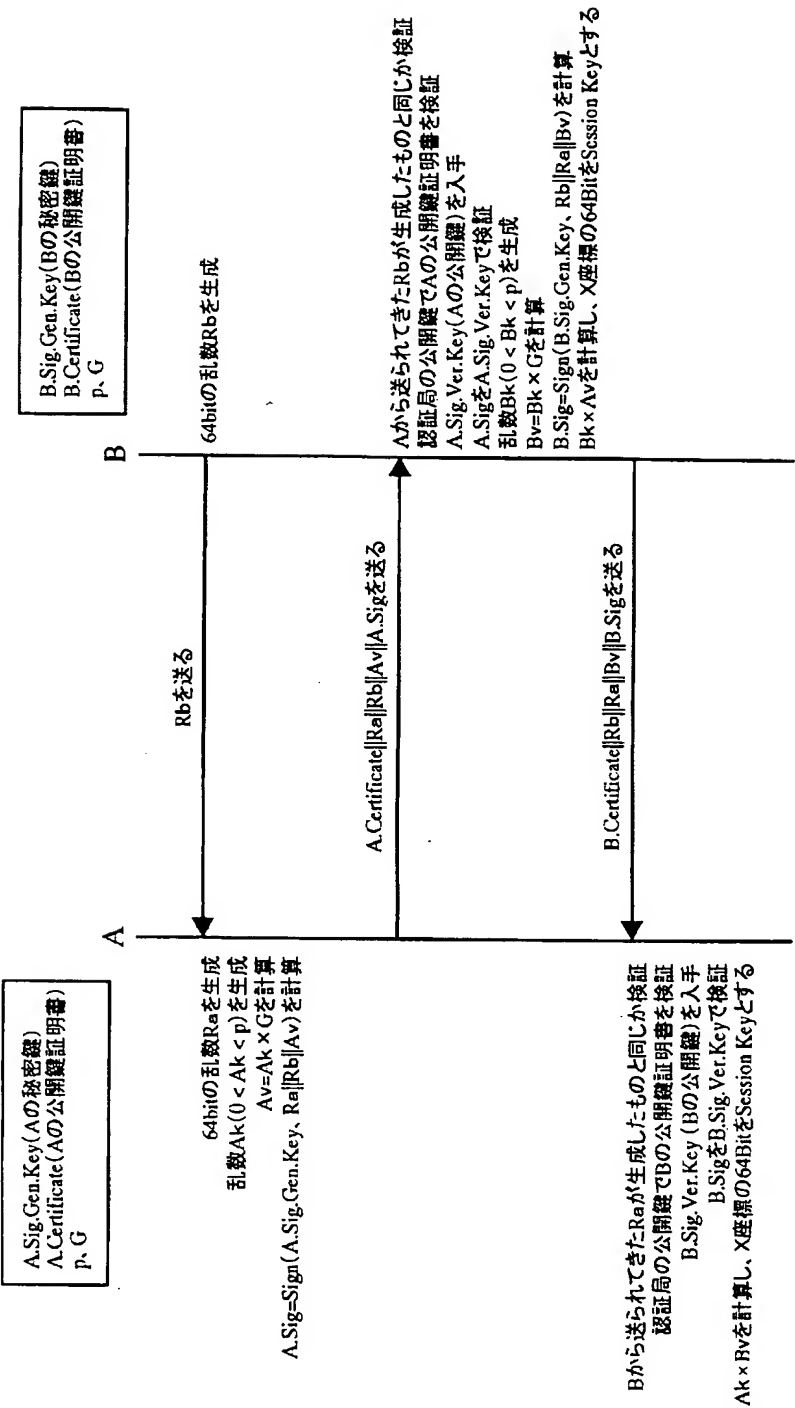 A.Sig.Gen.Key(Aの秘密鍵)
A.Certificate(Aの公開鍵証明書)
p、G
B.Sig.Gen.Key(Bの秘密鍵)
B.Certificate(Bの公開鍵証明書)
p、G
A
B
64bitの乱数Rbを生成
Rbを送る
64bitの乱数Raを生成
乱数Ak(0 < Ak < p)を生成
Av=Ak×Gを計算
A.Sig=Sign(A.Sig.Gen.Key、Ra||Rb||Av)を計算
A.Certificate||Ra||Rb||Av||A.Sigを送る
Aから送られてきたRbが生成したものと同じか検証
認証局の公開鍵でAの公開鍵証明書を検証
A.Sig.Ver.Key(Aの公開鍵)を入手
A.SigをA.Sig.Ver.Keyで検証
乱数Bk(0 < Bk < p)を生成
Bv=Bk×Gを計算
B.Sig=Sign(B.Sig.Gen.Key、Rb||Ra||Bv)を計算
Bk×Avを計算し、X座標の64BitをSession Keyとする
B.Certificate||Rb||Ra||Bv||B.Sigを送る
Bから送られてきたRaが生成したものと同じか検証
認証局の公開鍵でBの公開鍵証明書を検証
B.Sig.Ver.Key (Bの公開鍵)を入手
B.SigをB.Sig.Ver.Keyで検証
Ak×Bvを計算し、X座標の64BitをSession Keyとする